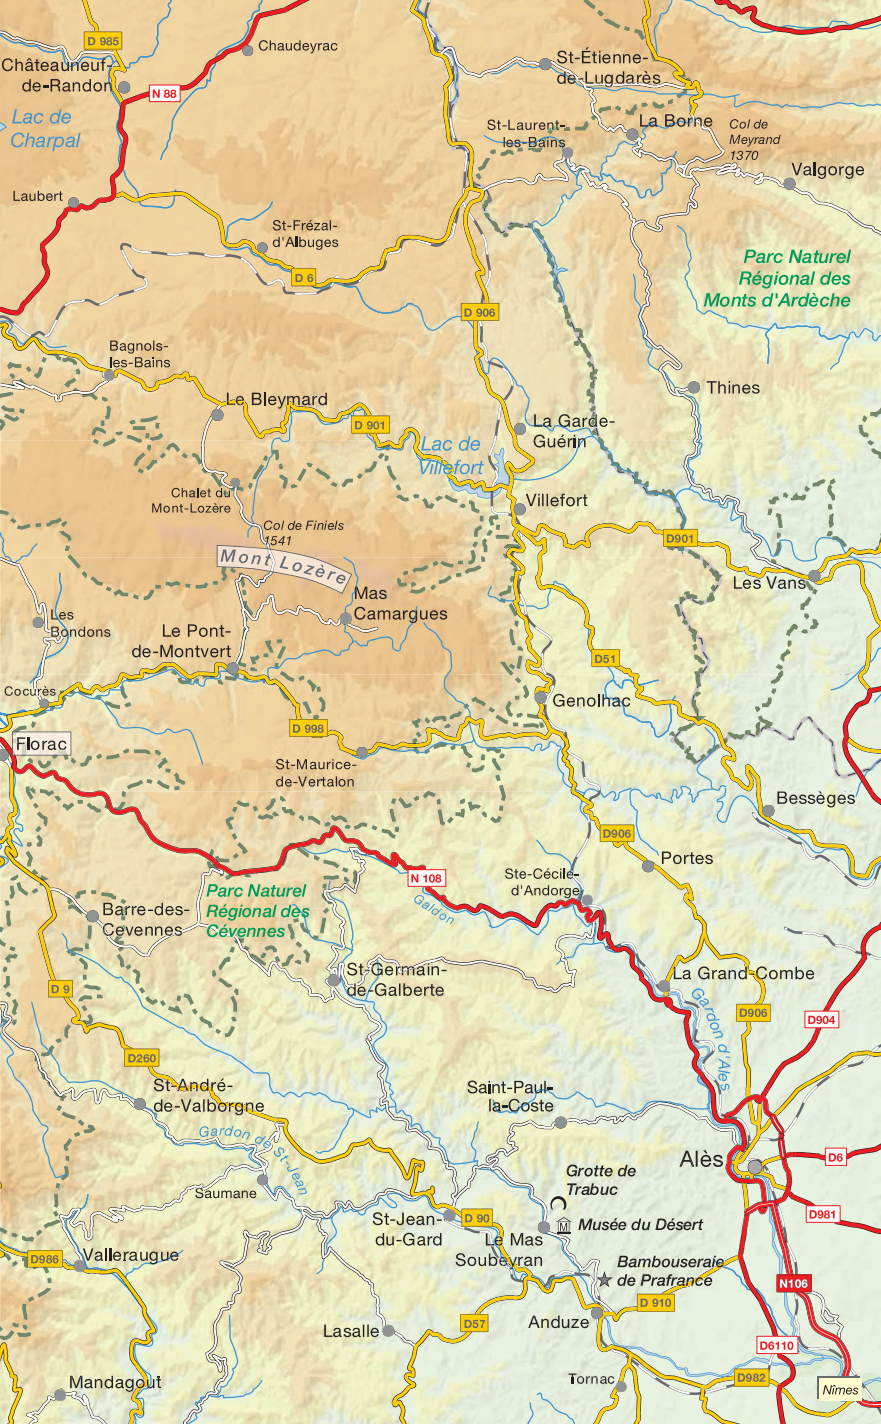 D 985
Chaudeyrac
Châteauneuf-
de-Randon
N 88
St-Étienne-
de-Lugdarès
Lac de
Charpal
St-Laurent-
les-Bains
La Borne
Col de
Meyrand
1370
Valgorge
Laubert
St-Frézal-
d'Albuges
D 6
Parc Naturel
Régional des
Monts d'Ardèche
D 906
Bagnols-
les-Bains
Le Bleymard
Thines
D 901
La Garde-
Guérin
Lac de
Villefort
Chalet du
Mont-Lozère
Villefort
Col de Finiels
1541
D901
Mont Lozère
Les Vans
Mas
Camargues
Les
Bondons
Le Pont-
de-Montvert
D51
Cocurès
Genolhac
D 998
Florac
St-Maurice-
de-Vertalon
Bessèges
D906
Portes
Ste-Cécile-
d'Andorge
N 108
Parc Naturel
Régional des
Cévennes
Galdon
Barre-des-
Cevennes
St-Germain-
de-Galberte
La Grand-Combe
D 9
Gardon d'Ales
D906
D904
D260
St-André-
de-Valborgne
Saint-Paul-
la-Coste
Gardon de St-Jean
Alès
D6
Grotte de
Trabuc
Saumane
St-Jean-
du-Gard
D 90
Musée du Désert
D981
Le Mas
Soubeyran
D986
Valleraugue
Bambouseraie
de Prafrance
N106
D 910
Lasalle
D57
Anduze
D6110
Tornac
D982
Mandagout
Nîmes